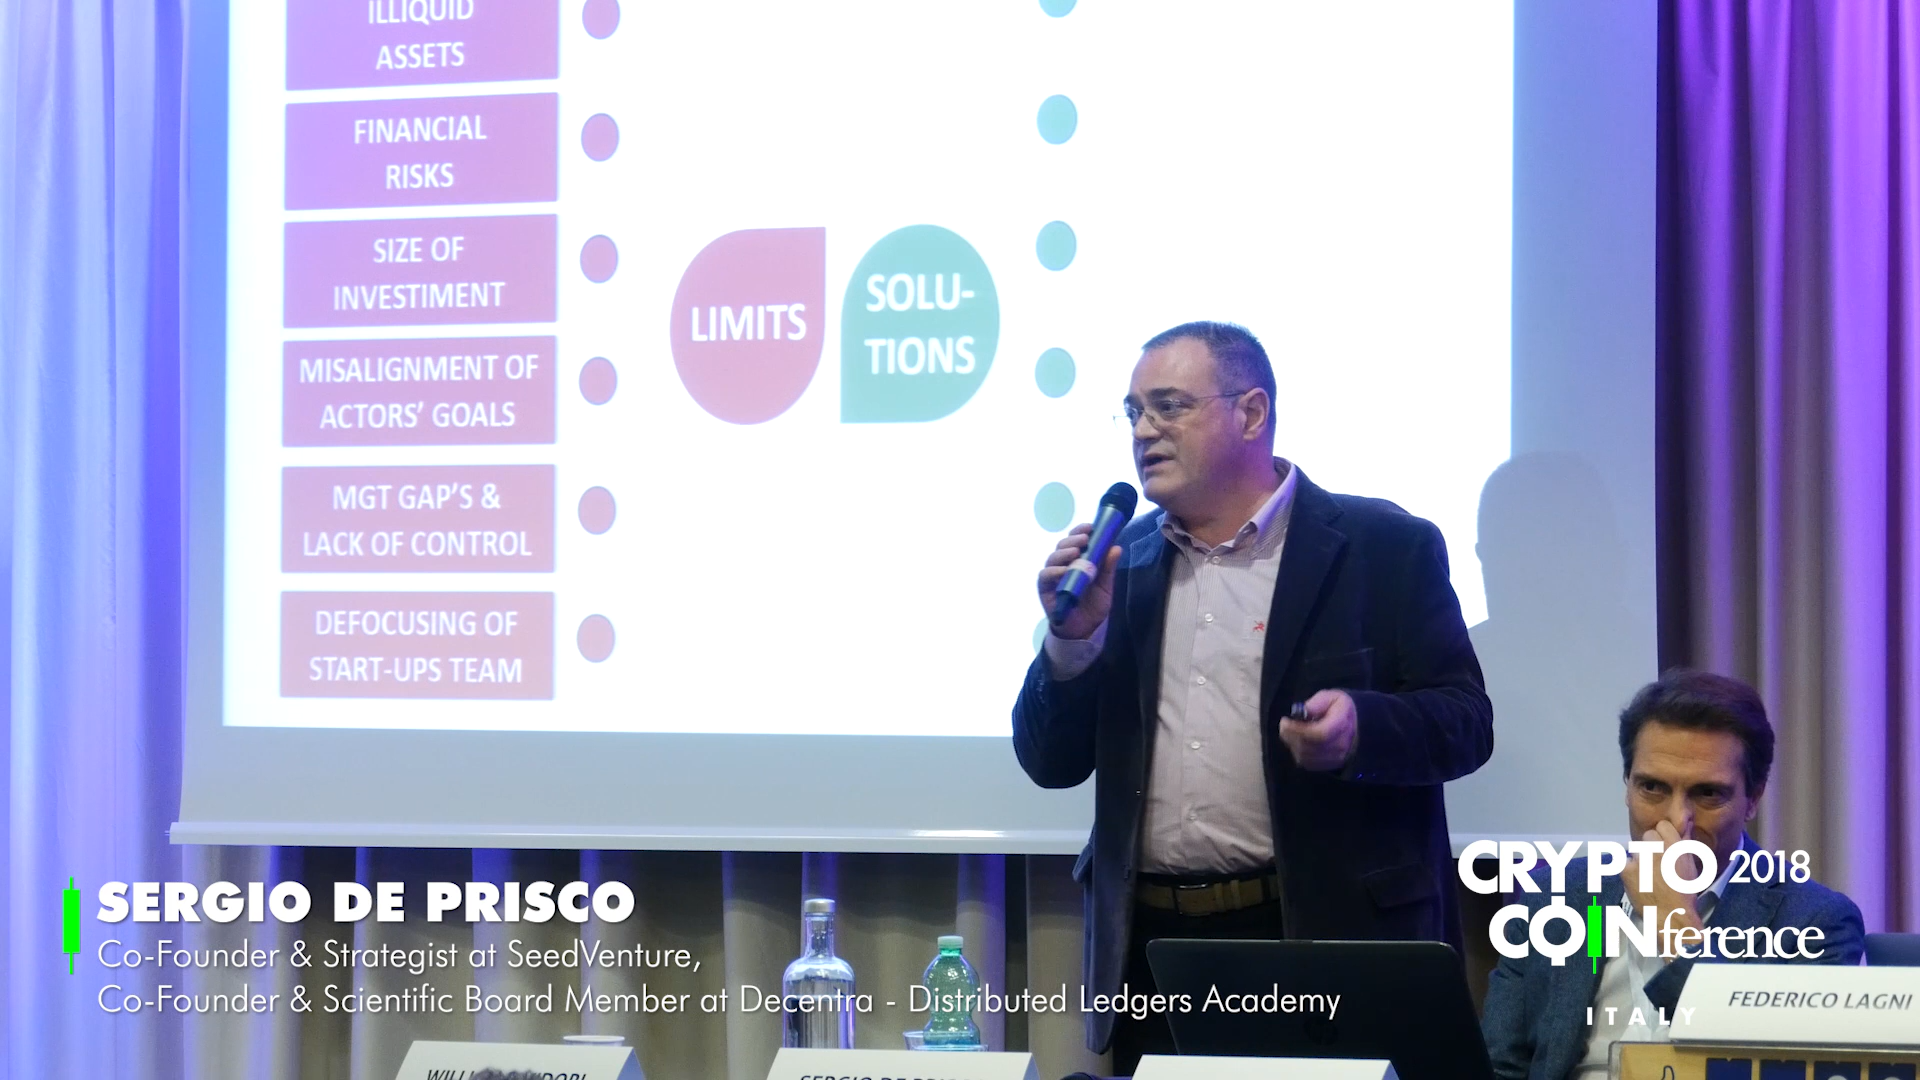 ILLIQUID
ASSETS
FINANCIAL
RISKS
SIZE OF
INVESTIMENT
MISALIGNMENT OF
ACTORS' GOALS
MGT GAP'S &
LACK OF CONTROL
DEFOCUSING OF
START-UPS TEAM
LIMITS
SOLU-
TIONS
SERGIO DE PRISCO
Co-Founder & Strategist at SeedVenture,
Co-Founder & Scientific Board Member at Decentra - Distributed Ledgers Academy
CRYPTO 2018
COINference
ITALY
FEDERICO LAGNI
SERGIO DE